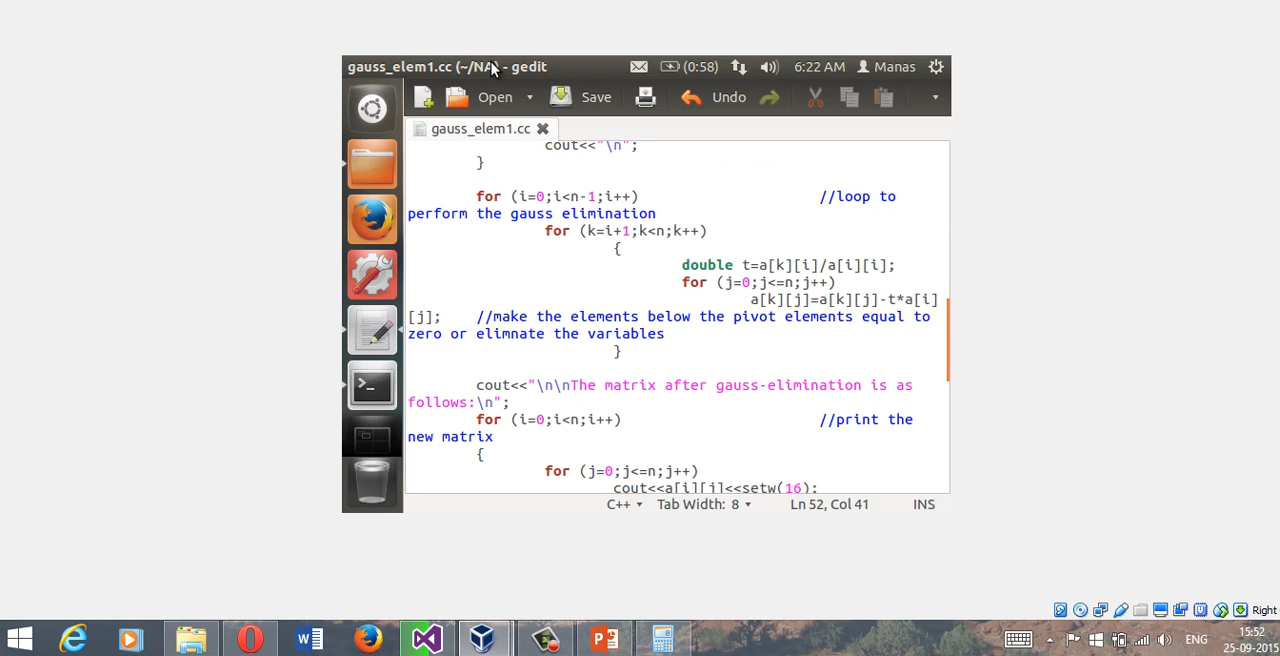 gauss_elem1.cc (~/NA) - gedit
(0:58)
6:22 AM
Manas
Open
Save
Undo
gauss_elem1.cc
cout<<"\n";
}
for (i=0;i<n-1;i++) //loop to
perform the gauss elimination
for (k=i+1;k<n;k++)
{
double t=a[k][i]/a[i][i];
for (j=0;j<=n;j++)
a[k][j]=a[k][j]-t*a[i]
[j]; //make the elements below the pivot elements equal to
zero or elimnate the variables
}
cout<<"\n\nThe matrix after gauss-elimination is as
follows:\n";
for (i=0;i<n;i++) //print the
new matrix
{
for (j=0;j<=n;j++)
cout<<a[i][j]<<setw(16);
C++
Tab Width: 8
Ln 52, Col 41
INS
Right
ENG
15:52
25-09-2015